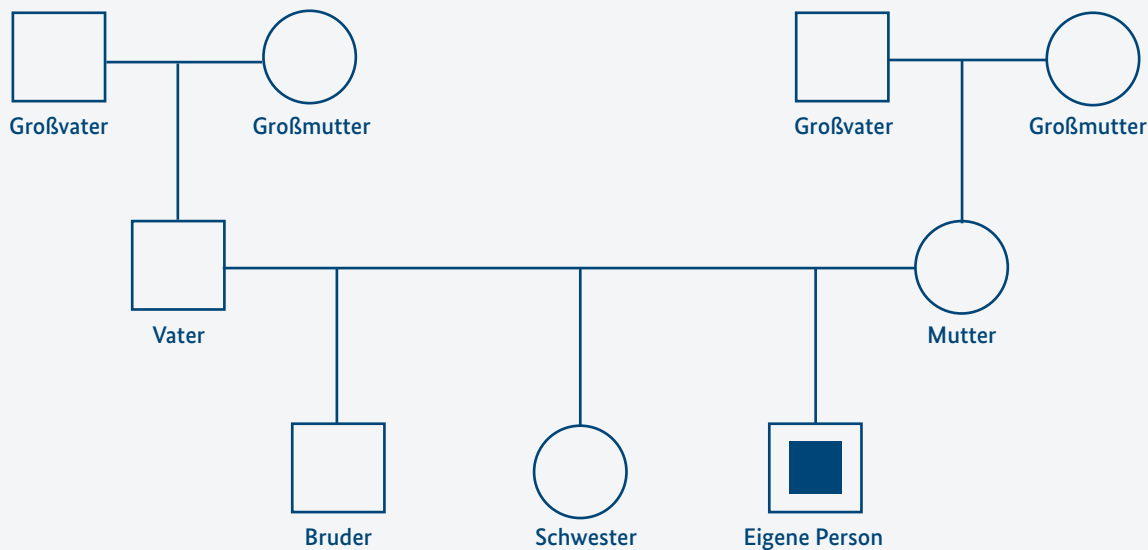 Großvater
Großmutter
Großvater
Großmutter
Vater
Mutter
Bruder
Schwester
Eigene Person